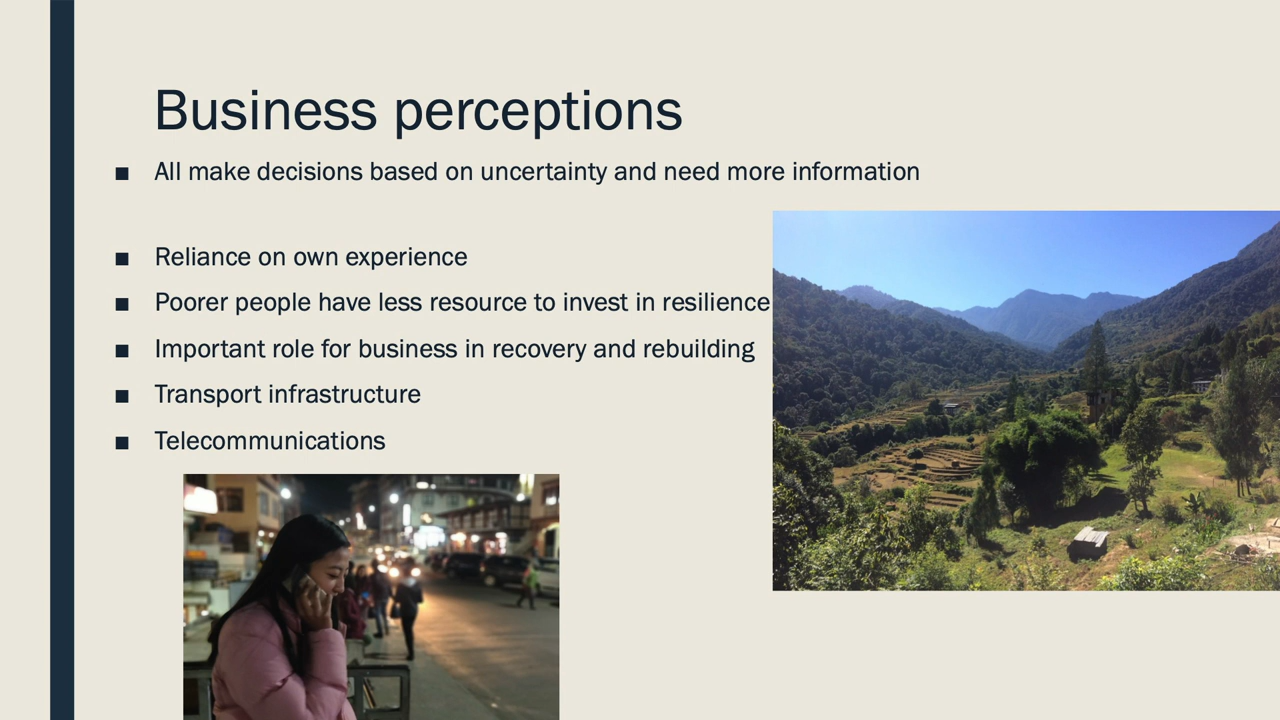 Business perceptions
■ All make decisions based on uncertainty and need more information
■ Reliance on own experience
■ Poorer people have less resource to invest in resilience
■ Important role for business in recovery and rebuilding
■ Transport infrastructure
■ Telecommunications